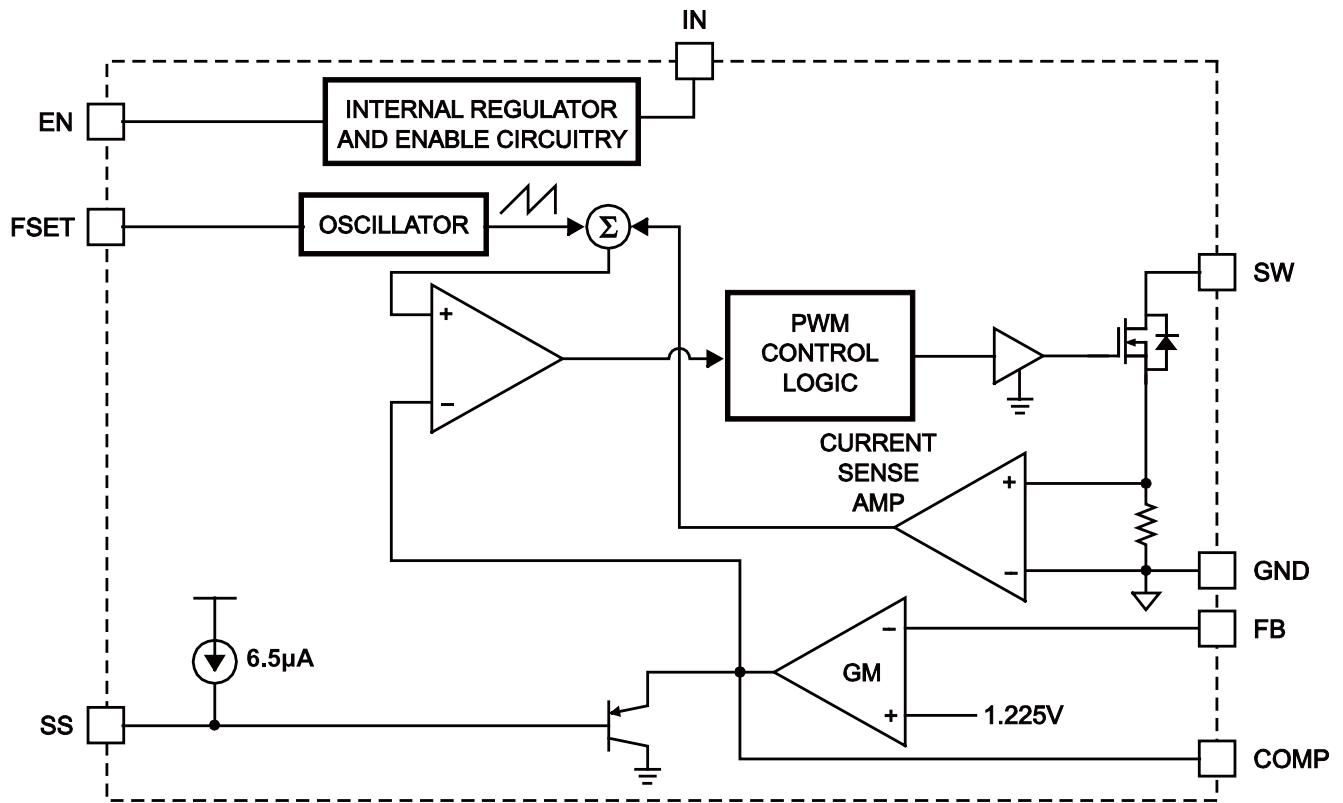 IN
EN
INTERNAL REGULATOR
AND ENABLE CIRCUITRY
FSET
OSCILLATOR
Σ
SW
+
−
PWM
CONTROL
LOGIC
CURRENT
SENSE
AMP
+
−
GND
FB
6.5µA
−
GM
+
1.225V
SS
COMP